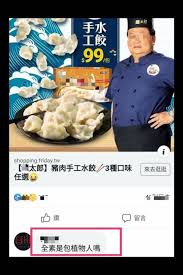 手工水餃
$99/包
shopping.friday.tw
太郎】豬肉手工水餃 3種口味
任選
來去逛逛
讚
留言
全素是包植物人嗎